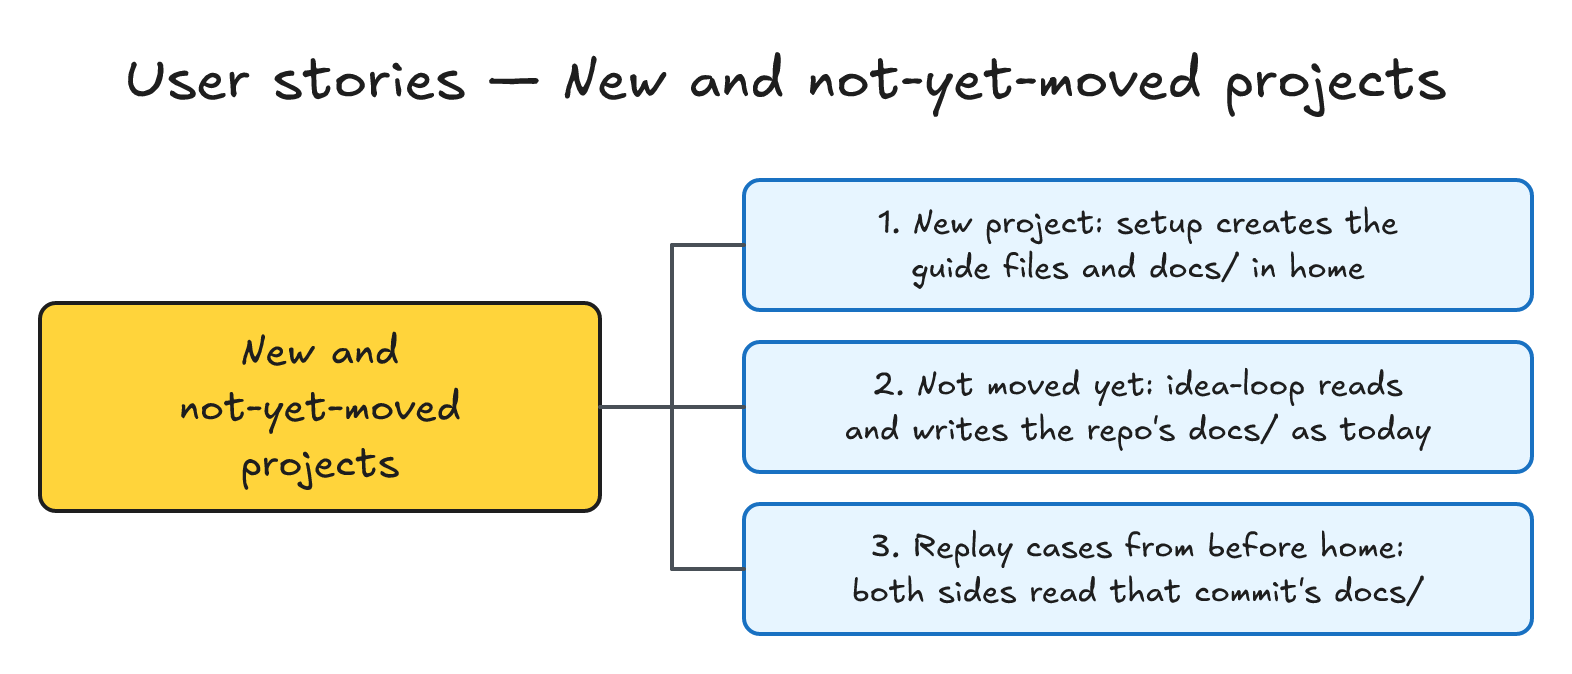 User stories — New and not-yet-moved projects
New and
not-yet-moved
projects
1. New project: setup creates the
guide files and docs/ in home
2. Not moved yet: idea-loop reads
and writes the repo's docs/ as today
3. Replay cases from before home:
both sides read that commit's docs/